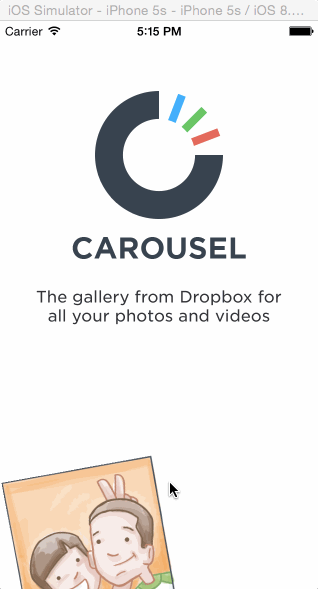 iOS Simulator - iPhone 5s - iPhone 5s / iOS 8....
Carrier 5:15 PM
CAROUSEL
The gallery from Dropbox for
all your photos and videos